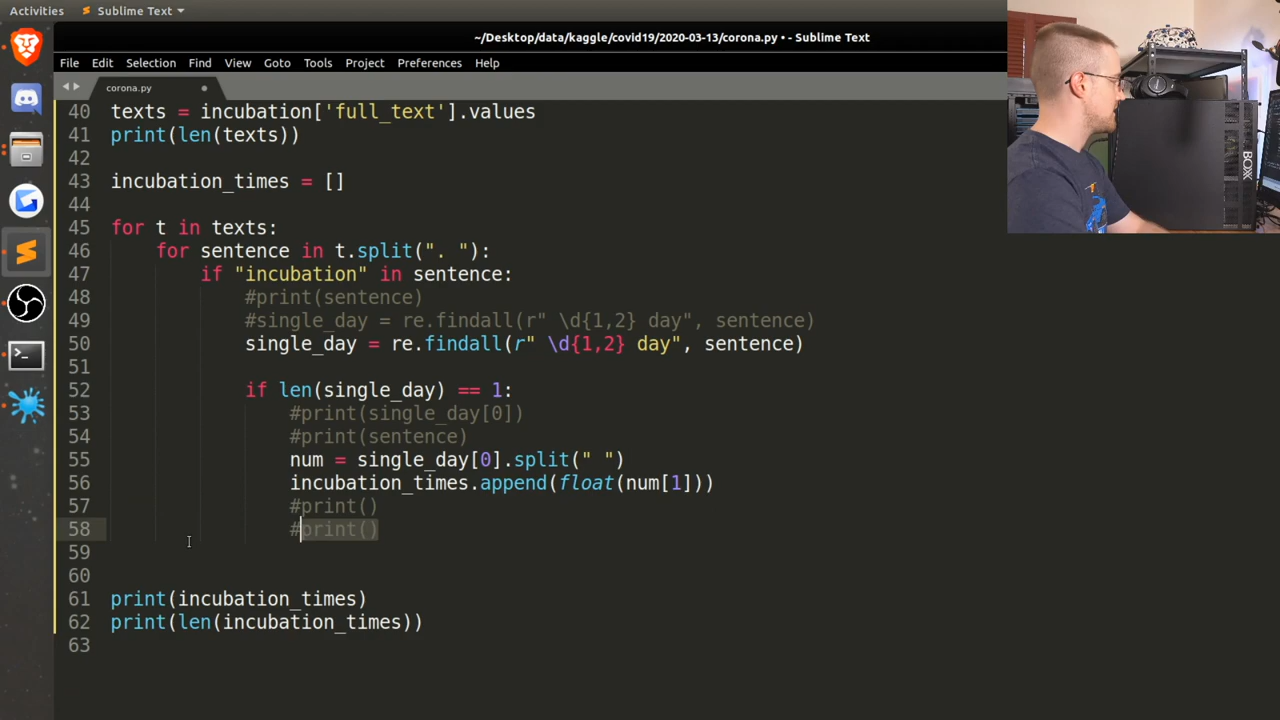 Activities
Sublime Text
~/Desktop/data/kaggle/covid19/2020-03-13/corona.py • - Sublime Text
File Edit Selection Find View Goto Tools Project Preferences Help
corona.py
40 texts = incubation['full_text'].values
41 print(len(texts))
42
43 incubation_times = []
44
45 for t in texts:
46 for sentence in t.split(". "):
47 if "incubation" in sentence:
48 #print(sentence)
49 #single_day = re.findall(r" \d{1,2} day", sentence)
50 single_day = re.findall(r" \d{1,2} day", sentence)
51
52 if len(single_day) == 1:
53 #print(single_day[0])
54 #print(sentence)
55 num = single_day[0].split(" ")
56 incubation_times.append(float(num[1]))
57 #print()
58 #print()
59
60
61 print(incubation_times)
62 print(len(incubation_times))
63
BOXX